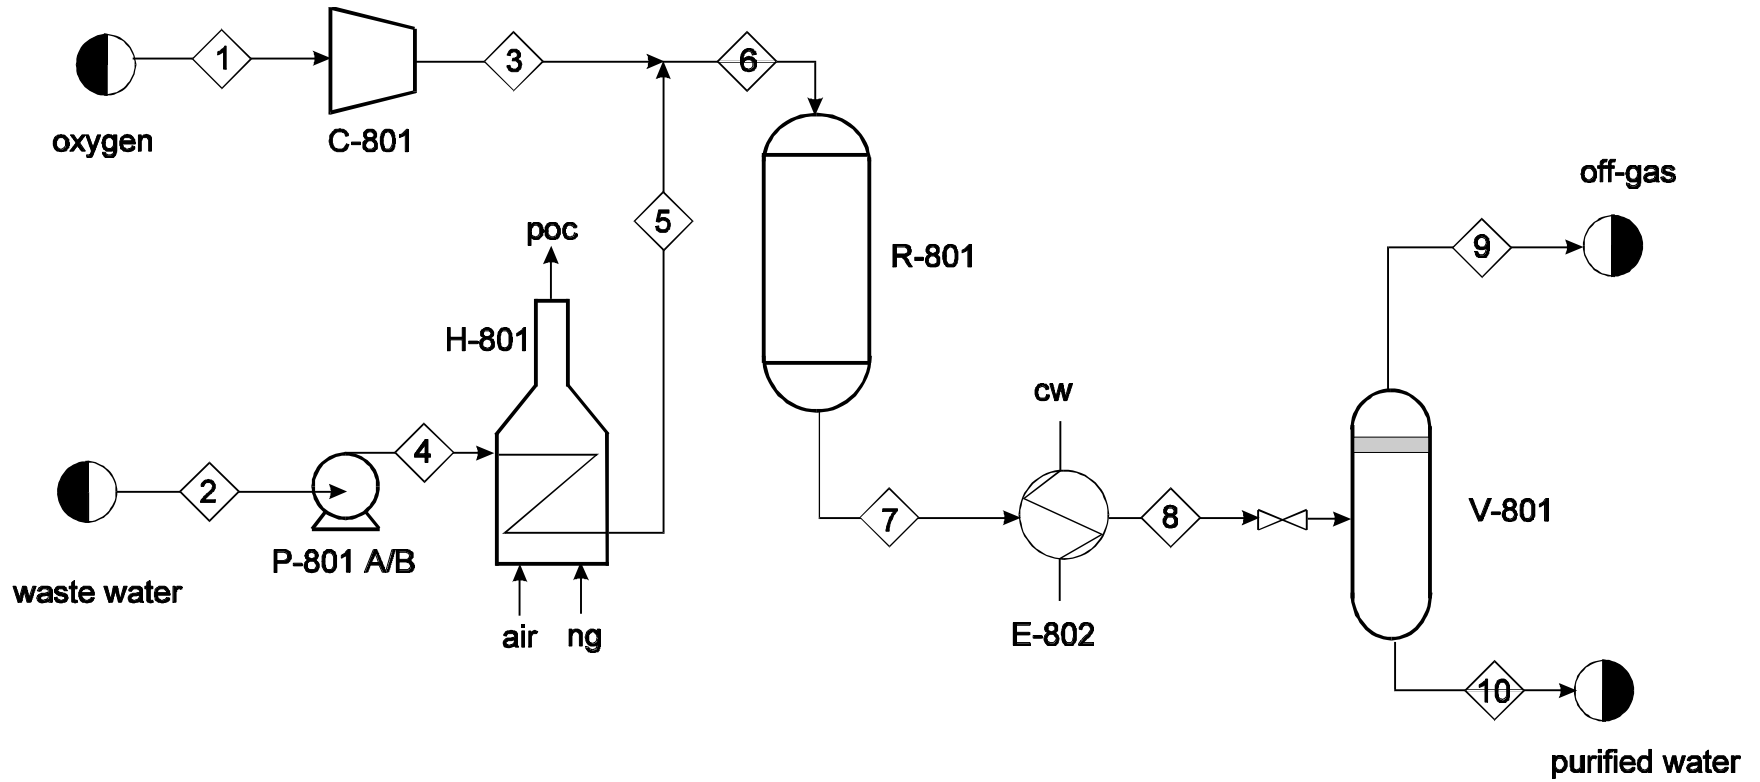 1
3
6
oxygen
C-801
off-gas
poc
5
R-801
9
H-801
cw
4
2
7
8
V-801
P-801 A/B
waste water
air
ng
E-802
10
purified water